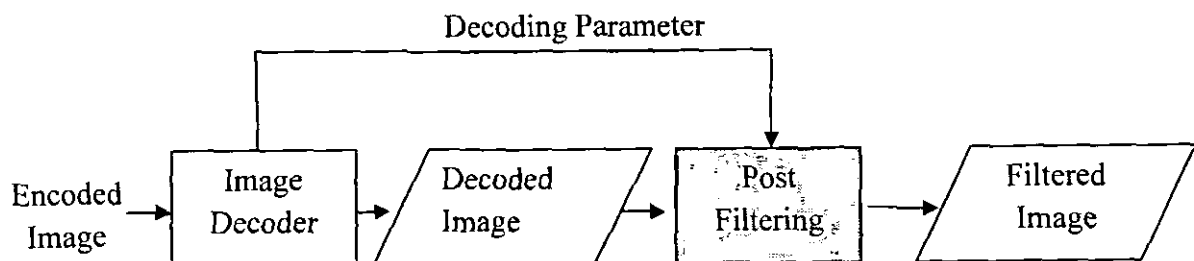 Decoding Parameter
Encoded
Image
Image
Decoder
Decoded
Image
Post
Filtering
Filtered
Image